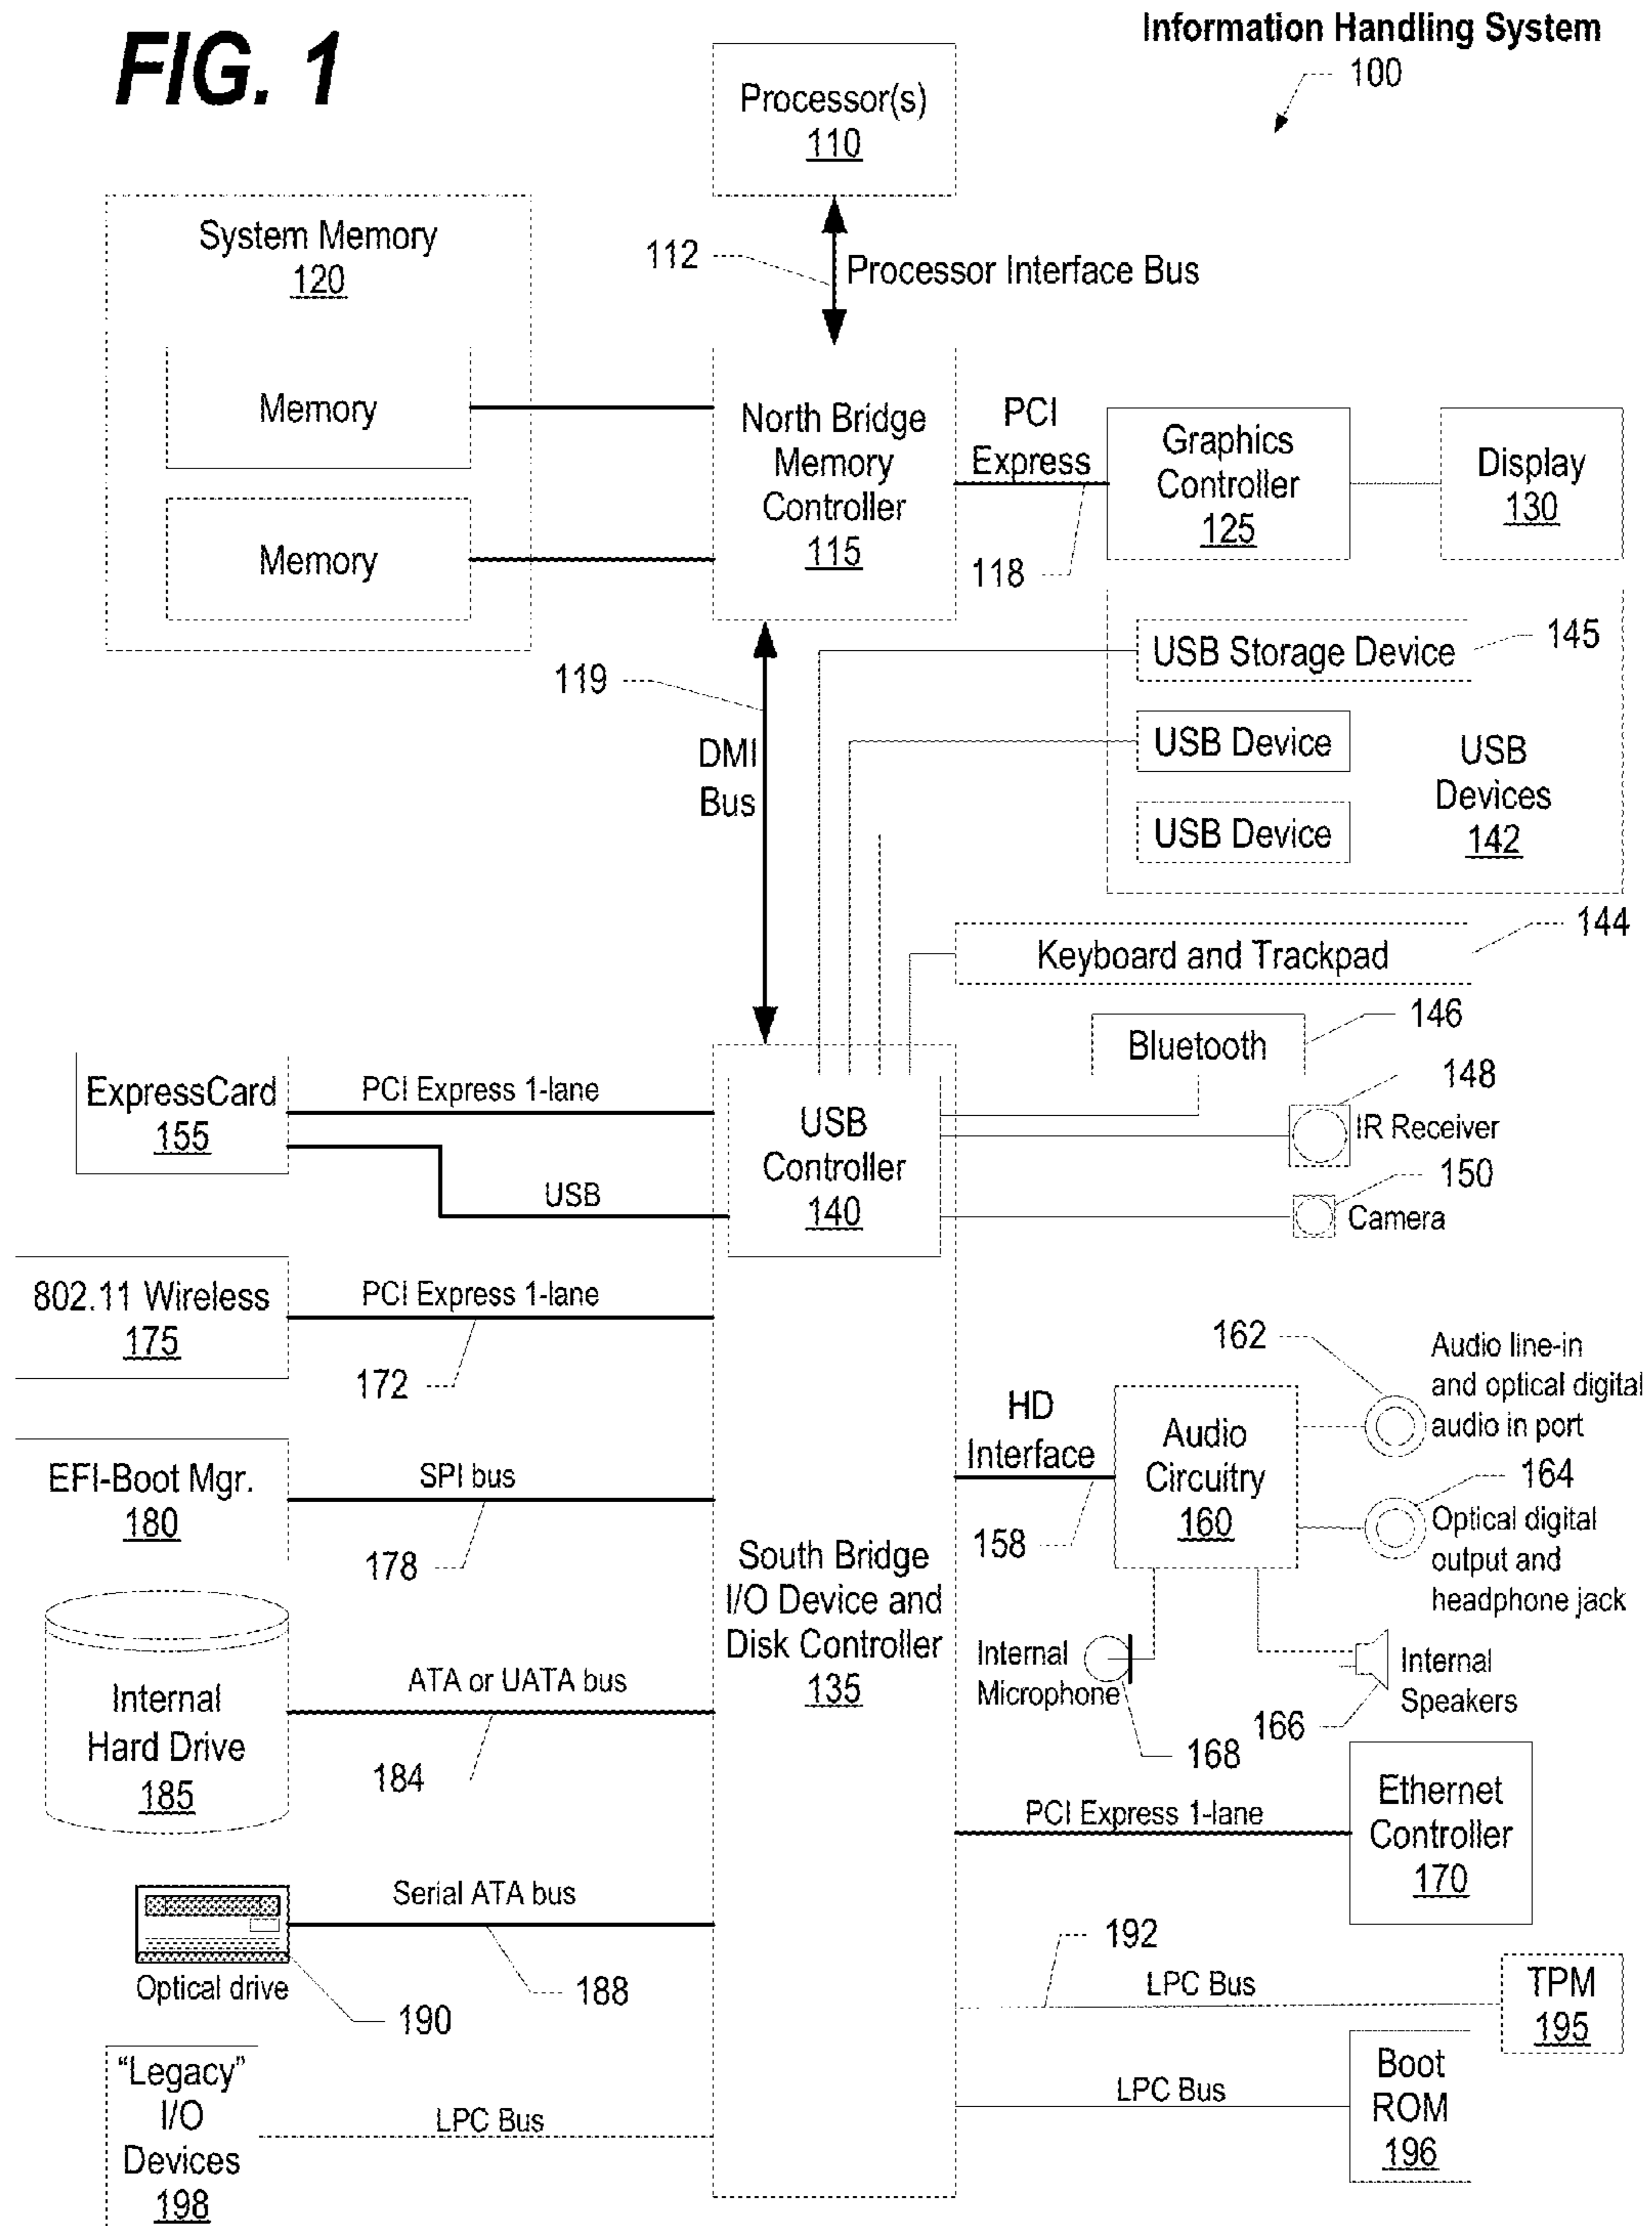 FIG. 1
Information Handling System
100
Processor(s)
110
System Memory
120
112
Processor Interface Bus
Memory
Memory
North Bridge
Memory
Controller
115
PCI
Express
118
Graphics
Controller
125
Display
130
119
DMI
Bus
USB Storage Device
145
USB Device
USB Device
USB
Devices
142
Keyboard and Trackpad
144
Bluetooth
146
148
IR Receiver
150
Camera
ExpressCard
155
PCI Express 1-lane
USB
USB
Controller
140
802.11 Wireless
175
PCI Express 1-lane
172
162
Audio line-in
and optical digital
audio in port
HD
Interface
158
Audio
Circuitry
160
164
Optical digital
output and
headphone jack
EFI-Boot Mgr.
180
SPI bus
178
South Bridge
I/O Device and
Disk Controller
135
Internal
Microphone
168
Internal
Speakers
166
Internal
Hard Drive
185
ATA or UATA bus
184
PCI Express 1-lane
Ethernet
Controller
170
Serial ATA bus
188
Optical drive
190
192
LPC Bus
TPM
195
"Legacy"
I/O
Devices
198
LPC Bus
LPC Bus
Boot
ROM
196